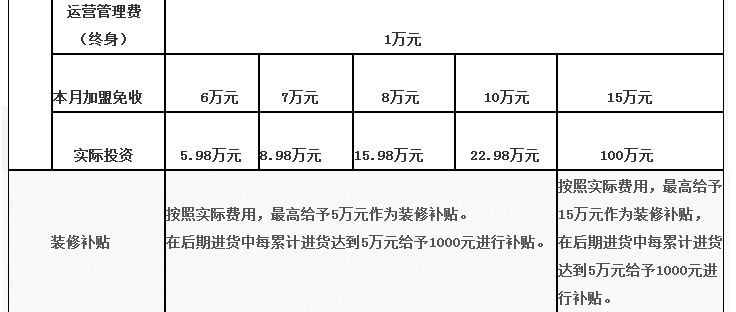 运营管理费
（终身）
1万元
本月加盟免收
6万元
7万元
8万元
10万元
15万元
实际投资
5.98万元
8.98万元
15.98万元
22.98万元
100万元
装修补贴
按照实际费用，最高给予5万元作为装修补贴。
在后期进货中每累计进货达到5万元给予1000元进行补贴。
按照实际费用，最高给予
15万元作为装修补贴，
在后期进货中每累计进货
达到5万元给予1000元进
行补贴。